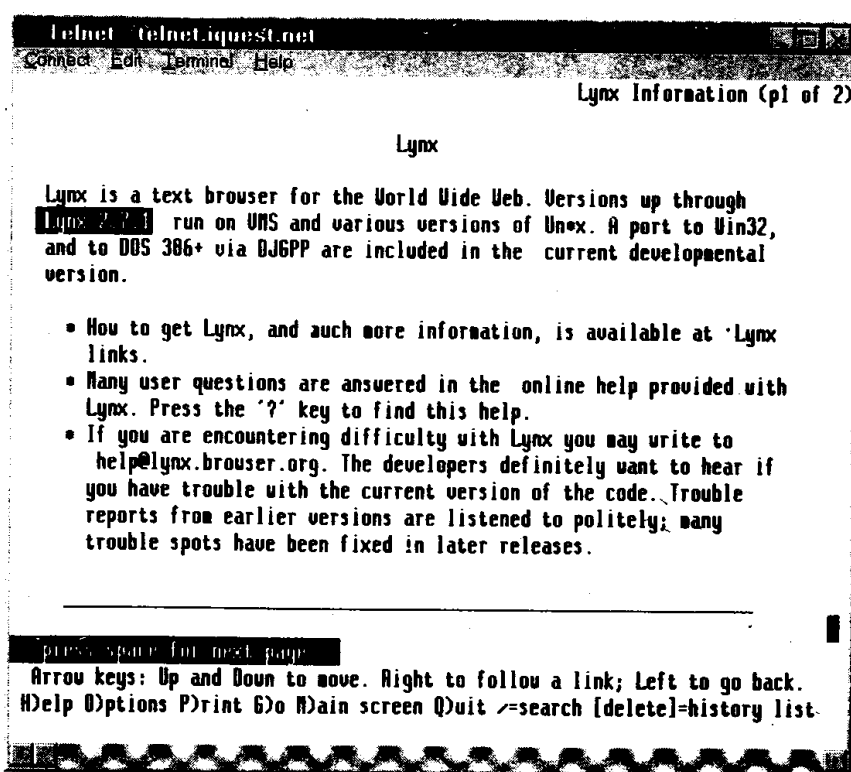 Telnet - telnet.iquest.net
Connect Edit Terminal Help
Lynx Information (p1 of 2)
Lynx
Lynx is a text browser for the World Wide Web. Versions up through
Lynx 2.7.1 run on VMS and various versions of Un*x. A port to Win32,
and to DOS 386+ via DJGPP are included in the current developmental
version.
* How to get Lynx, and much more information, is available at Lynx
links.
* Many user questions are answered in the online help provided with
Lynx. Press the '?' key to find this help.
* If you are encountering difficulty with Lynx you may write to
help@lynx.browser.org. The developers definitely want to hear if
you have trouble with the current version of the code. Trouble
reports from earlier versions are listened to politely; many
trouble spots have been fixed in later releases.
press space for next page
Arrow keys: Up and Down to move. Right to follow a link; Left to go back.
H)elp O)ptions P)rint G)o M)ain screen Q)uit /=search [delete]=history list